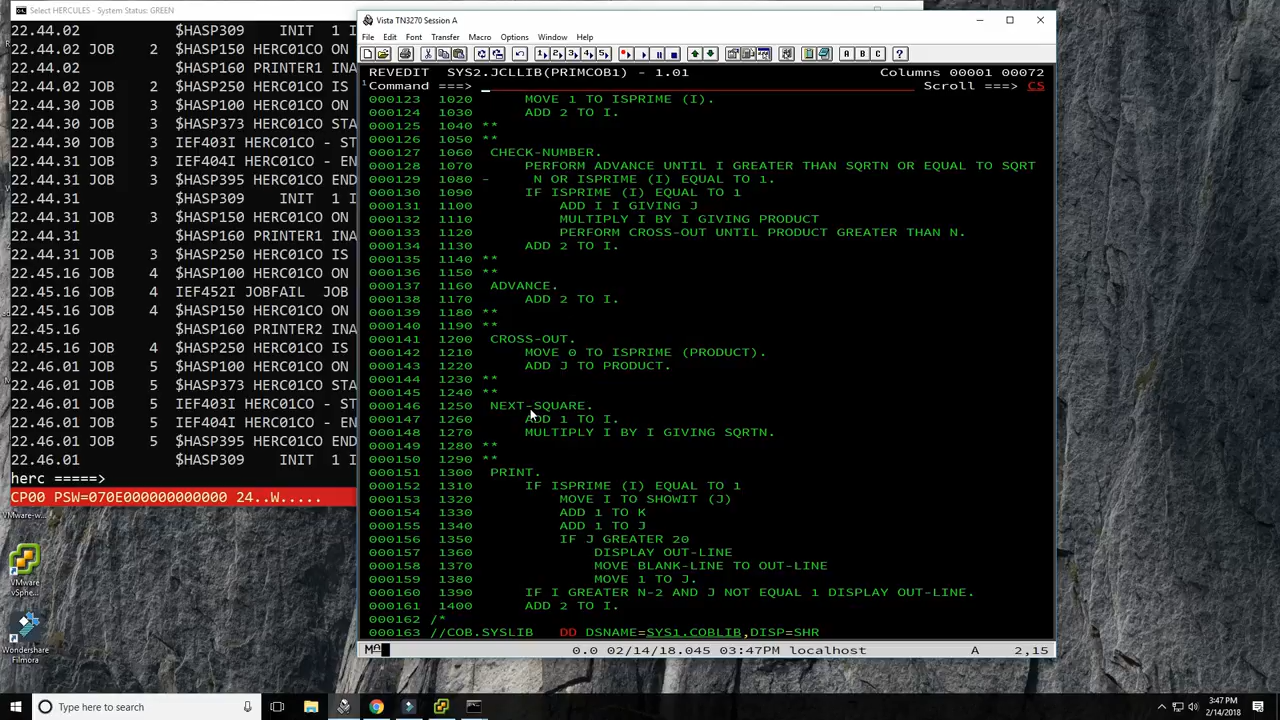 Select HERCULES - System Status: GREEN
22.44.02 $HASP309 INIT 1 I
22.44.02 JOB 2 $HASP150 HERC01CO ON
22.44.02 $HASP160 PRINTER1 INA
22.44.02 JOB 2 $HASP250 HERC01CO IS
22.44.30 JOB 3 $HASP100 HERC01CO ON
22.44.30 JOB 3 $HASP373 HERC01CO STA
22.44.30 JOB 3 IEF403I HERC01CO - ST
22.44.31 JOB 3 IEF404I HERC01CO - EN
22.44.31 JOB 3 $HASP395 HERC01CO END
22.44.31 $HASP309 INIT 1 I
22.44.31 JOB 3 $HASP150 HERC01CO ON
22.44.31 $HASP160 PRINTER1 INA
22.44.31 JOB 3 $HASP250 HERC01CO IS
22.45.16 JOB 4 $HASP100 HERC01CO ON
22.45.16 JOB 4 IEF452I JOBFAIL JOB
22.45.16 JOB 4 $HASP150 HERC01CO ON
22.45.16 $HASP160 PRINTER2 INA
22.45.16 JOB 4 $HASP250 HERC01CO IS
22.46.01 JOB 5 $HASP100 HERC01CO ON
22.46.01 JOB 5 $HASP373 HERC01CO STA
22.46.01 JOB 5 IEF403I HERC01CO - ST
22.46.01 JOB 5 IEF404I HERC01CO - EN
22.46.01 JOB 5 $HASP395 HERC01CO END
22.46.01 $HASP309 INIT 1 I
herc =====>
CP00 PSW=070E000000000000 24..W.....
VMware-w...
VMware
vSphe...
Wondershare
Filmora
Vista TN3270 Session A
File Edit Transfer Macro Options Window Help
1 2 3 4 5 A B C ?
REVEDIT SYS2.JCLLIB(PRIMCOB1) - 1.01 Columns 00001 00072
Command ===> Scroll ===> CS
000123 1020 MOVE 1 TO ISPRIME (I).
000124 1030 ADD 2 TO I.
000125 1040 **
000126 1050 **
000127 1060 CHECK-NUMBER.
000128 1070 PERFORM ADVANCE UNTIL I GREATER THAN SQRTN OR EQUAL TO SQRT
000129 1080 - N OR ISPRIME (I) EQUAL TO 1.
000130 1090 IF ISPRIME (I) EQUAL TO 1
000131 1100 ADD I I GIVING J
000132 1110 MULTIPLY I BY I GIVING PRODUCT
000133 1120 PERFORM CROSS-OUT UNTIL PRODUCT GREATER THAN N.
000134 1130 ADD 2 TO I.
000135 1140 **
000136 1150 **
000137 1160 ADVANCE.
000138 1170 ADD 2 TO I.
000139 1180 **
000140 1190 **
000141 1200 CROSS-OUT.
000142 1210 MOVE 0 TO ISPRIME (PRODUCT).
000143 1220 ADD J TO PRODUCT.
000144 1230 **
000145 1240 **
000146 1250 NEXT-SQUARE.
000147 1260 ADD 1 TO I.
000148 1270 MULTIPLY I BY I GIVING SQRTN.
000149 1280 **
000150 1290 **
000151 1300 PRINT.
000152 1310 IF ISPRIME (I) EQUAL TO 1
000153 1320 MOVE I TO SHOWIT (J)
000154 1330 ADD 1 TO K
000155 1340 ADD 1 TO J
000156 1350 IF J GREATER 20
000157 1360 DISPLAY OUT-LINE
000158 1370 MOVE BLANK-LINE TO OUT-LINE
000159 1380 MOVE 1 TO J.
000160 1390 IF I GREATER N-2 AND J NOT EQUAL 1 DISPLAY OUT-LINE.
000161 1400 ADD 2 TO I.
000162 /*
000163 //COB.SYSLIB DD DSNAME=SYS1.COBLIB,DISP=SHR
0.0 02/14/18.045 03:47PM localhost A 2,15
Type here to search
3:47 PM
2/14/2018